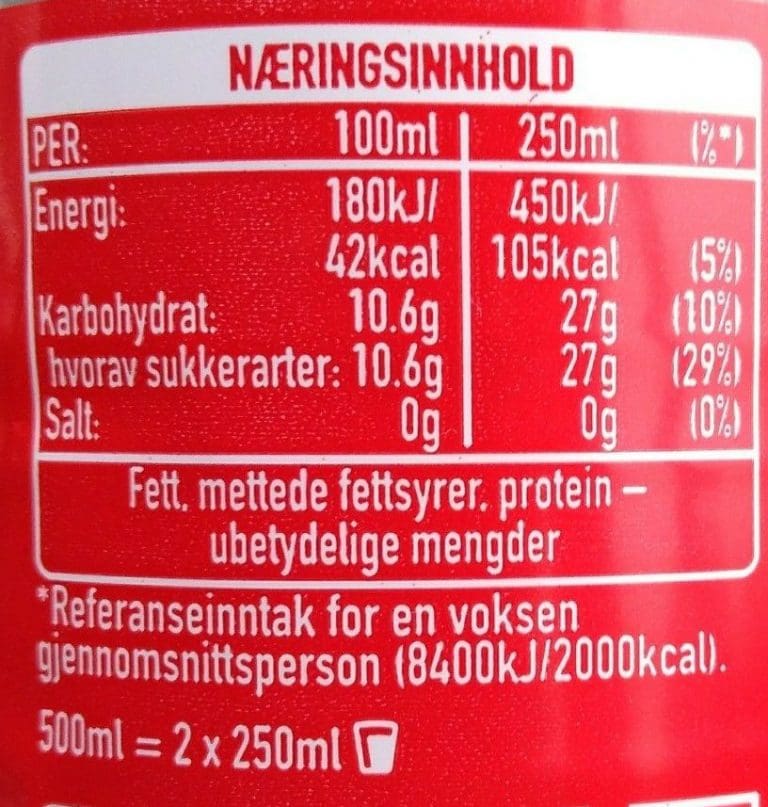 NÆRINGSINNHOLD
PER: 100ml 250ml (%*)
Energi: 180kJ/ 450kJ/
42kcal 105kcal (5%)
Karbohydrat: 10.6g 27g (10%)
hvorav sukkerarter: 10.6g 27g (29%)
Salt: 0g 0g (0%)
Fett, mettede fettsyrer, protein –
ubetydelige mengder
*Referanseinntak for en voksen
gjennomsnittsperson (8400kJ/2000kcal).
500ml = 2 x 250ml